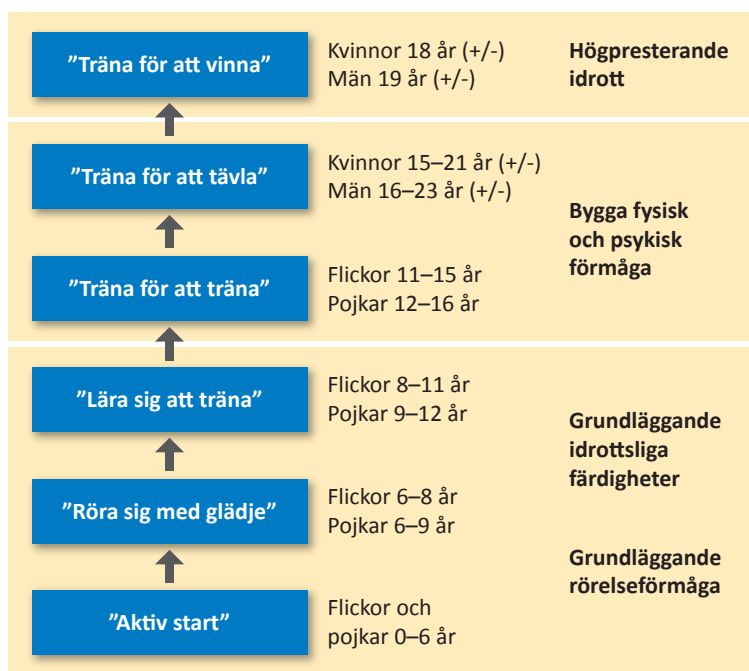 ”Träna för att vinna”
Kvinnor 18 år (+/-)
Män 19 år (+/-)
Högpresterande
idrott
”Träna för att tävla”
Kvinnor 15–21 år (+/-)
Män 16–23 år (+/-)
Bygga fysisk
och psykisk
förmåga
”Träna för att träna”
Flickor 11–15 år
Pojkar 12–16 år
”Lära sig att träna”
Flickor 8–11 år
Pojkar 9–12 år
Grundläggande
idrottsliga
färdigheter
”Röra sig med glädje”
Flickor 6–8 år
Pojkar 6–9 år
Grundläggande
rörelseförmåga
”Aktiv start”
Flickor och
pojkar 0–6 år